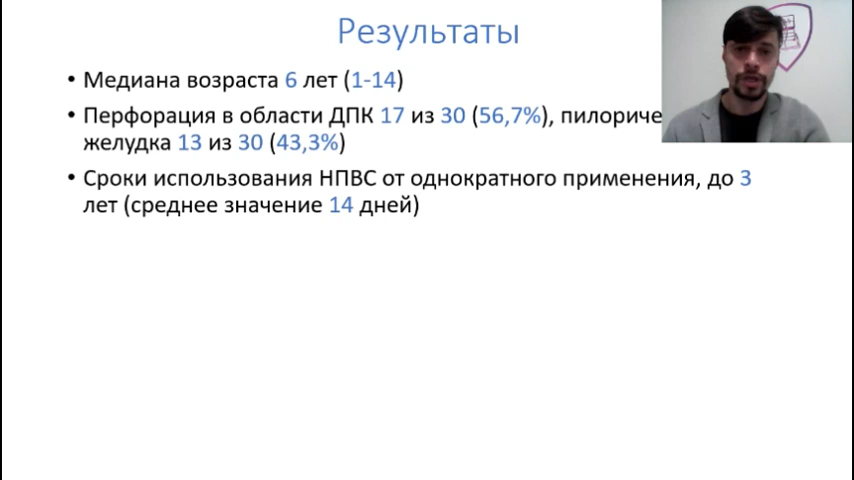 Результаты
• Медиана возраста 6 лет (1-14)
• Перфорация в области ДПК 17 из 30 (56,7%),
желудка 13 из 30 (43,3%)
• Сроки использования НПВС от однократного применения, до 3
лет (среднее значение 14 дней)